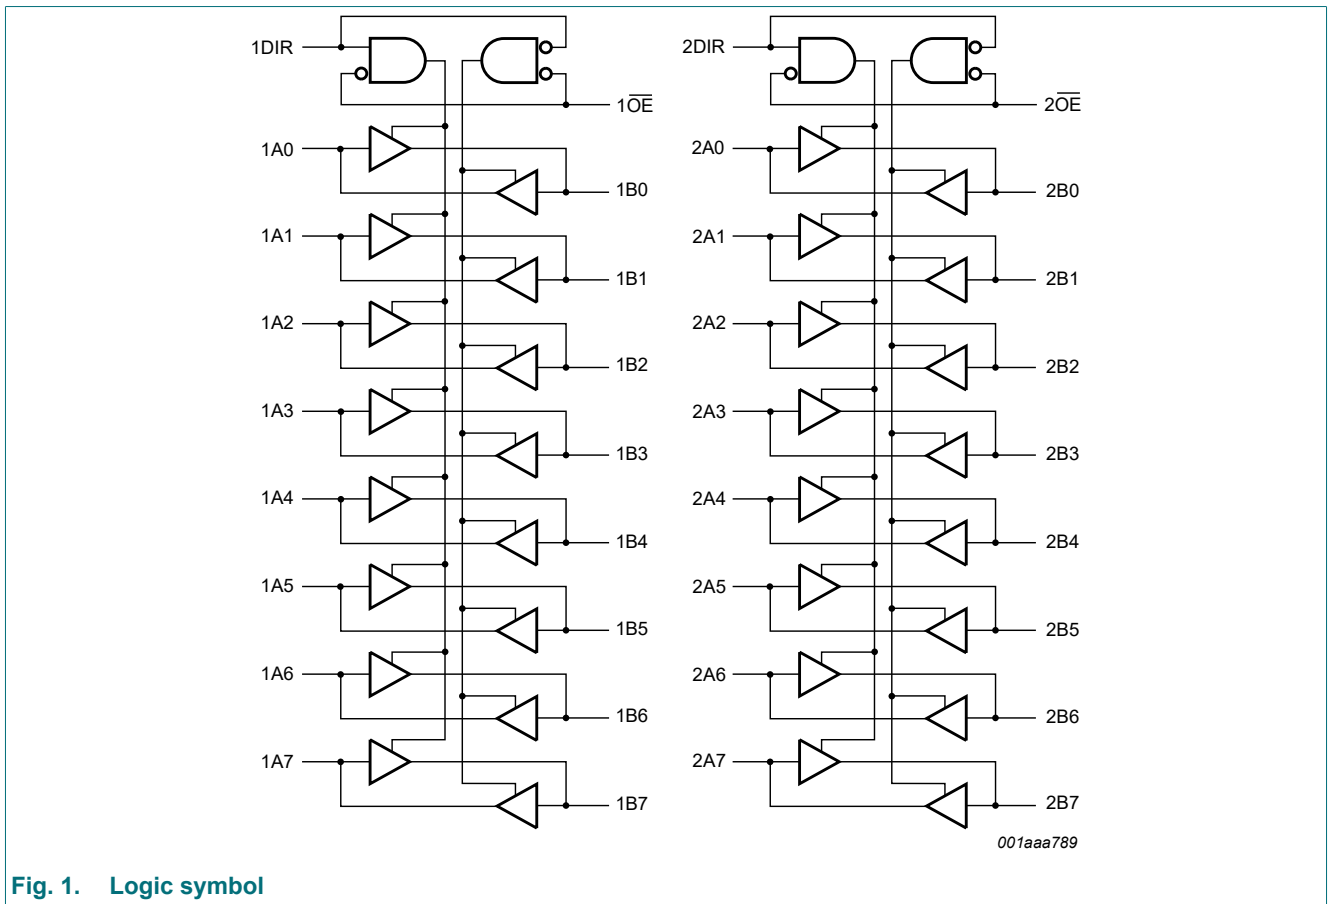 1DIR 2DIR
1O̅E̅ 2O̅E̅
1A0 2A0
1B0 2B0
1A1 2A1
1B1 2B1
1A2 2A2
1B2 2B2
1A3 2A3
1B3 2B3
1A4 2A4
1B4 2B4
1A5 2A5
1B5 2B5
1A6 2A6
1B6 2B6
1A7 2A7
1B7 2B7
001aaa789
Fig. 1. Logic symbol